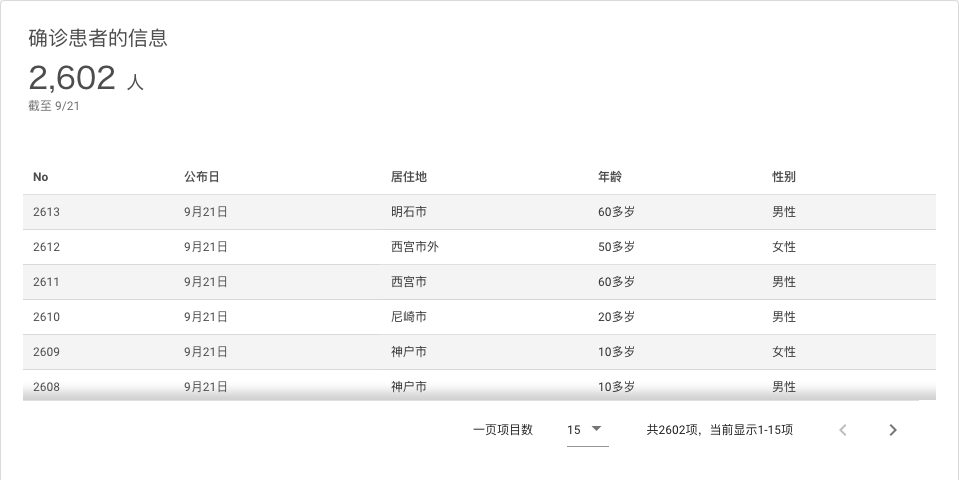 确诊患者的信息
2,602 人
截至 9/21
No 公布日 居住地 年龄 性别
2613 9月21日 明石市 60多岁 男性
2612 9月21日 西宫市外 50多岁 女性
2611 9月21日 西宫市 60多岁 男性
2610 9月21日 尼崎市 20多岁 男性
2609 9月21日 神户市 10多岁 女性
2608 9月21日 神户市 10多岁 男性
一页项目数 15 共2602项，当前显示1-15项